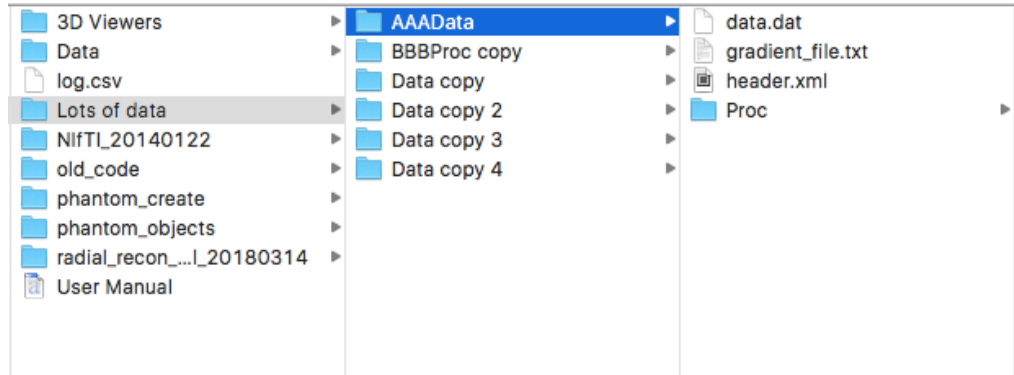 3D Viewers
Data
log.csv
Lots of data
NIfTI_20140122
old_code
phantom_create
phantom_objects
radial_recon_...l_20180314
User Manual
AAAData
BBBProc copy
Data copy
Data copy 2
Data copy 3
Data copy 4
data.dat
gradient_file.txt
header.xml
Proc